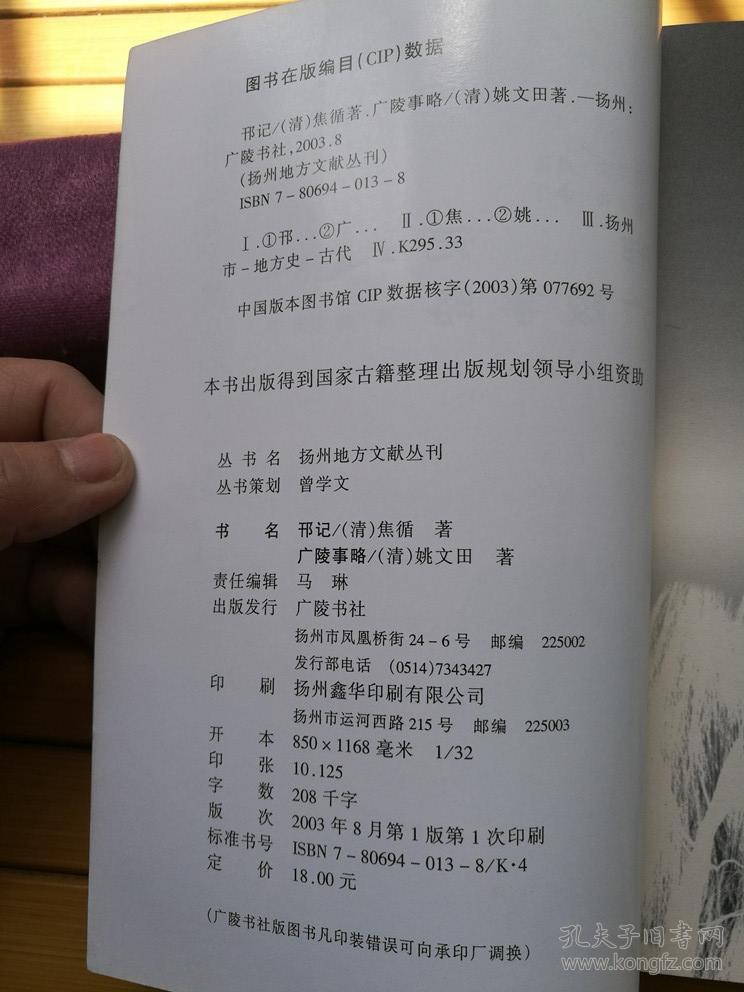 图书在版编目(CIP)数据
邗记/(清)焦循著.广陵事略/(清)姚文田著.—扬州:
广陵书社,2003.8
(扬州地方文献丛刊)
ISBN 7-80694-013-8
Ⅰ.①邗...②广... Ⅱ.①焦...②姚... Ⅲ.扬州
市-地方史-古代 Ⅳ.K295.33
中国版本图书馆CIP数据核字(2003)第077692号
本书出版得到国家古籍整理出版规划领导小组资助
丛书名 扬州地方文献丛刊
丛书策划 曾学文
书名 邗记/(清)焦循 著
广陵事略/(清)姚文田 著
责任编辑 马琳
出版发行 广陵书社
扬州市凤凰桥街24-6号 邮编 225002
发行部电话 (0514)7343427
印刷 扬州鑫华印刷有限公司
扬州市运河西路215号 邮编 225003
开本 850×1168毫米 1/32
印张 10.125
字数 208千字
版次 2003年8月第1版第1次印刷
标准书号 ISBN 7-80694-013-8/K·4
定价 18.00元
(广陵书社版图书凡印装错误可向承印厂调换)
孔夫子旧书网
www.kongfz.com